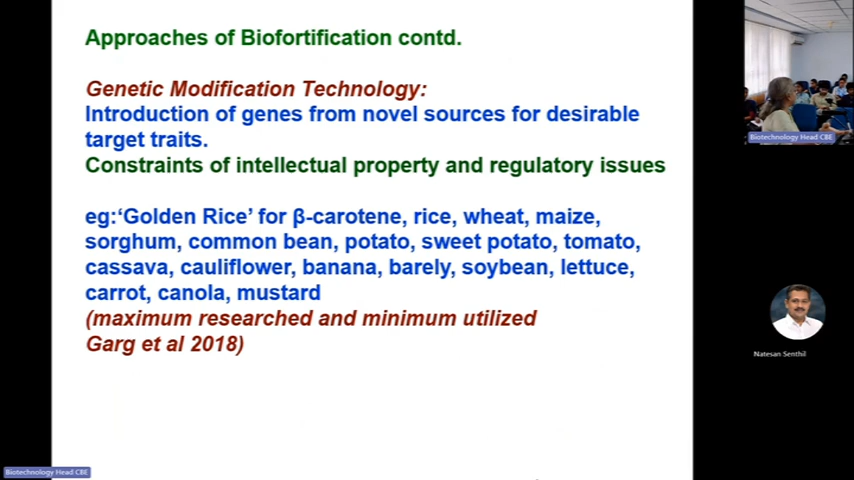 Approaches of Biofortification contd.
Genetic Modification Technology:
Introduction of genes from novel sources for desirable
target traits.
Constraints of intellectual property and regulatory issues
eg:‘Golden Rice’ for β-carotene, rice, wheat, maize,
sorghum, common bean, potato, sweet potato, tomato,
cassava, cauliflower, banana, barely, soybean, lettuce,
carrot, canola, mustard
(maximum researched and minimum utilized
Garg et al 2018)
Biotechnology Head CBE
Natesan Senthil
Biotechnology Head CBE